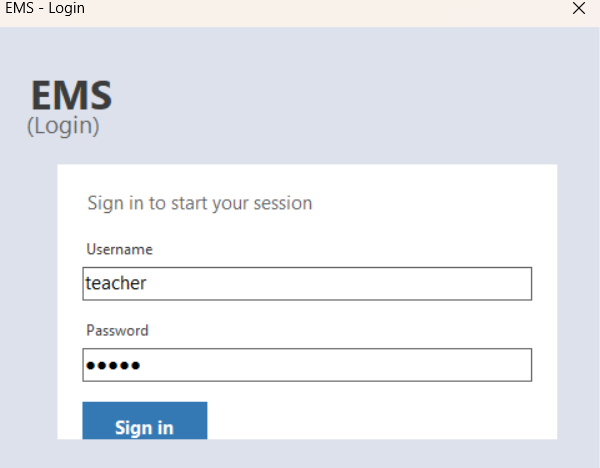 EMS - Login
EMS
(Login)
Sign in to start your session
Username
teacher
Password
●●●●●
Sign in